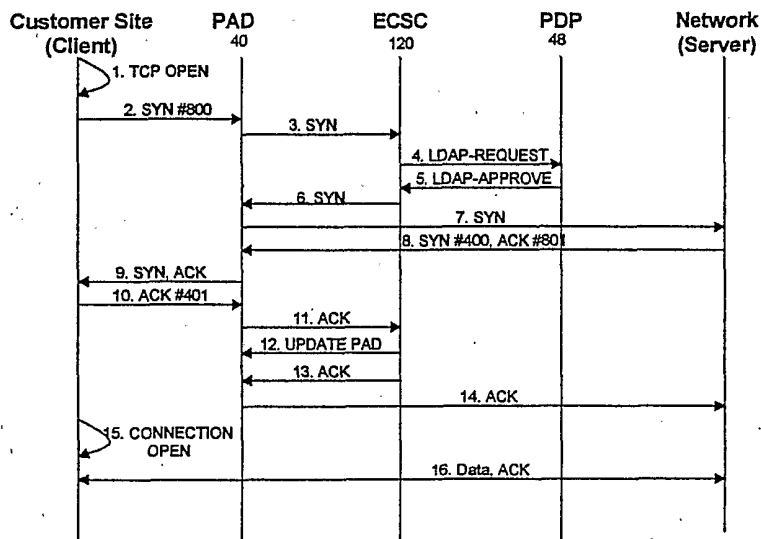 Customer Site PAD ECSC PDP Network
(Client) 40 120 48 (Server)
1. TCP OPEN
2. SYN #800
3. SYN
4. LDAP-REQUEST
5. LDAP-APPROVE
6. SYN
7. SYN
8. SYN #400, ACK #801
9. SYN, ACK
10. ACK #401
11. ACK
12. UPDATE PAD
13. ACK
14. ACK
15. CONNECTION
OPEN
16. Data, ACK